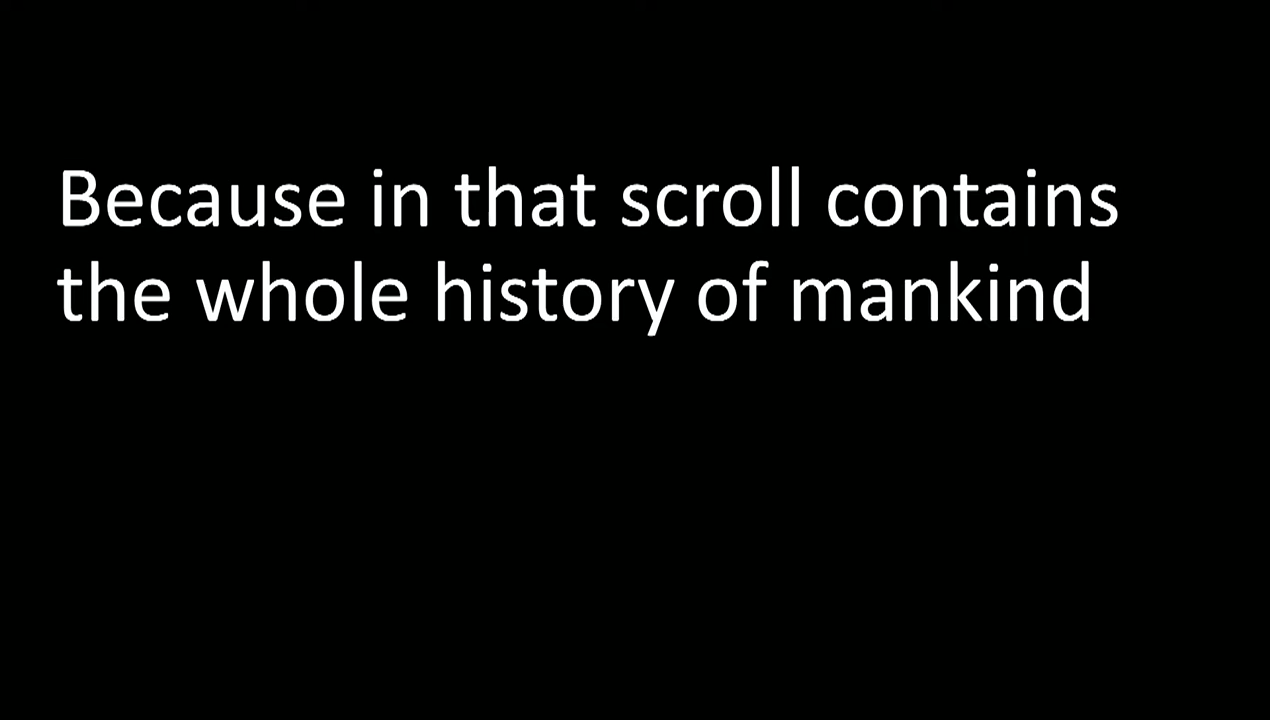 Because in that scroll contains
the whole history of mankind